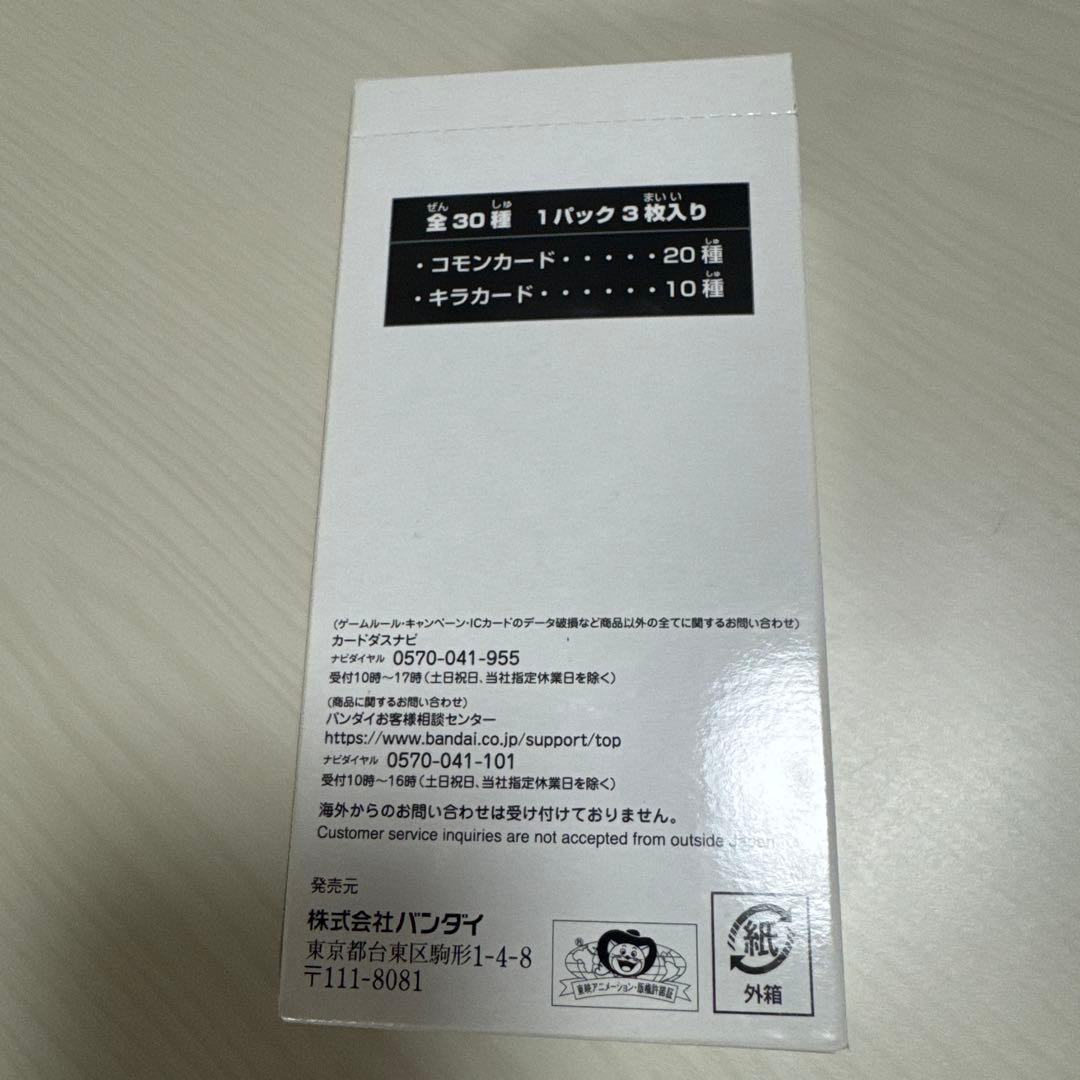 全30種 1パック3枚入り
ぜん しゅ まい い
・コモンカード・・・・・20種
しゅ
・キラカード・・・・・・10種
しゅ
(ゲームルール・キャンペーン・ICカードのデータ破損など商品以外の全てに関するお問い合わせ)
カードダスナビ
ナビダイヤル 0570-041-955
受付10時～17時(土日祝日、当社指定休業日を除く)
(商品に関するお問い合わせ)
バンダイお客様相談センター
https://www.bandai.co.jp/support/top
ナビダイヤル 0570-041-101
受付10時～16時(土日祝日、当社指定休業日を除く)
海外からのお問い合わせは受け付けておりません。
Customer service inquiries are not accepted from outside Japan.
発売元
株式会社バンダイ
東京都台東区駒形1-4-8
〒111-8081
®
東映アニメーション・版権許諾証
紙
外箱